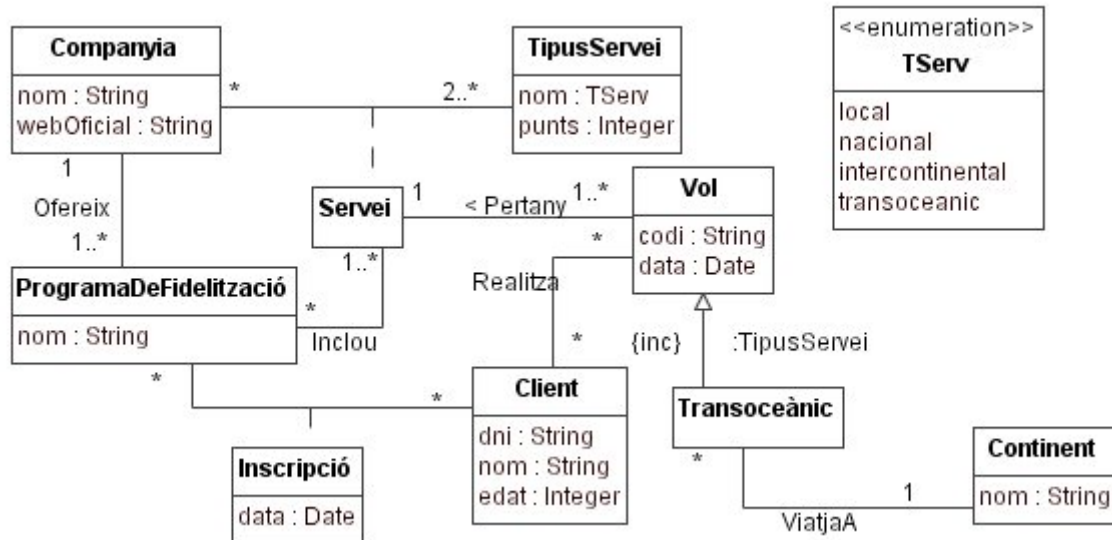 Companyia
nom : String
webOficial : String
*
2..*
TipusServei
nom : TServ
punts : Integer
<<enumeration>>
TServ
local
nacional
intercontinental
transoceanic
1
Ofereix
1..*
Servei
1
< Pertany
1..*
Vol
codi : String
data : Date
1..*
*
Realitza
*
ProgramaDeFidelització
nom : String
*
Inclou
{inc}
:TipusServei
*
*
Client
dni : String
nom : String
edat : Integer
Transoceànic
*
Inscripció
data : Date
ViatjaA
1
Continent
nom : String